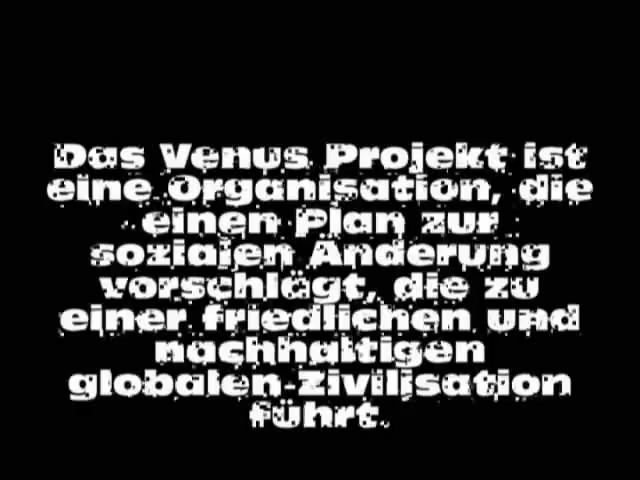 Das Venus Projekt ist
eine Organisation, die
einen Plan zur
sozialen Änderung
vorschlägt, die zu
einer friedlichen und
nachhaltigen
globalen Zivilisation
führt.